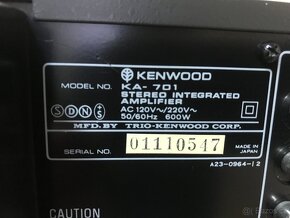 KENWOOD
MODEL NO. KA-701
STEREO INTEGRATED
AMPLIFIER
AC 120V~/220V~
50/60Hz 600W
S D N S
MFD. BY TRIO-KENWOOD CORP.
SERIAL NO. 01110547
MADE IN
JAPAN
A23-0964-12
CAUTION